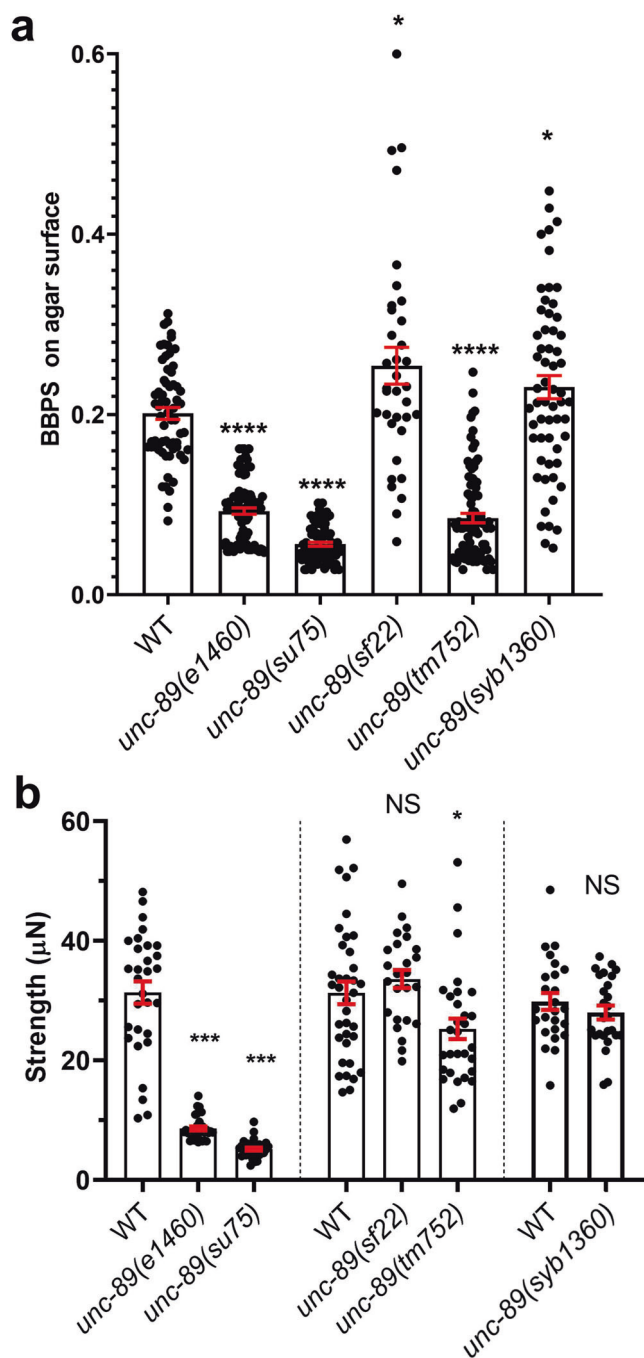 a
BBPS on agar surface
0.6
0.4
0.2
0.0
*
*
****
****
****
WT
unc-89(e1460)
unc-89(su75)
unc-89(sf22)
unc-89(tm752)
unc-89(syb1360)
b
Strength (μN)
60
40
20
0
NS
*
NS
***
***
WT
unc-89(e1460)
unc-89(su75)
WT
unc-89(sf22)
unc-89(tm752)
WT
unc-89(syb1360)